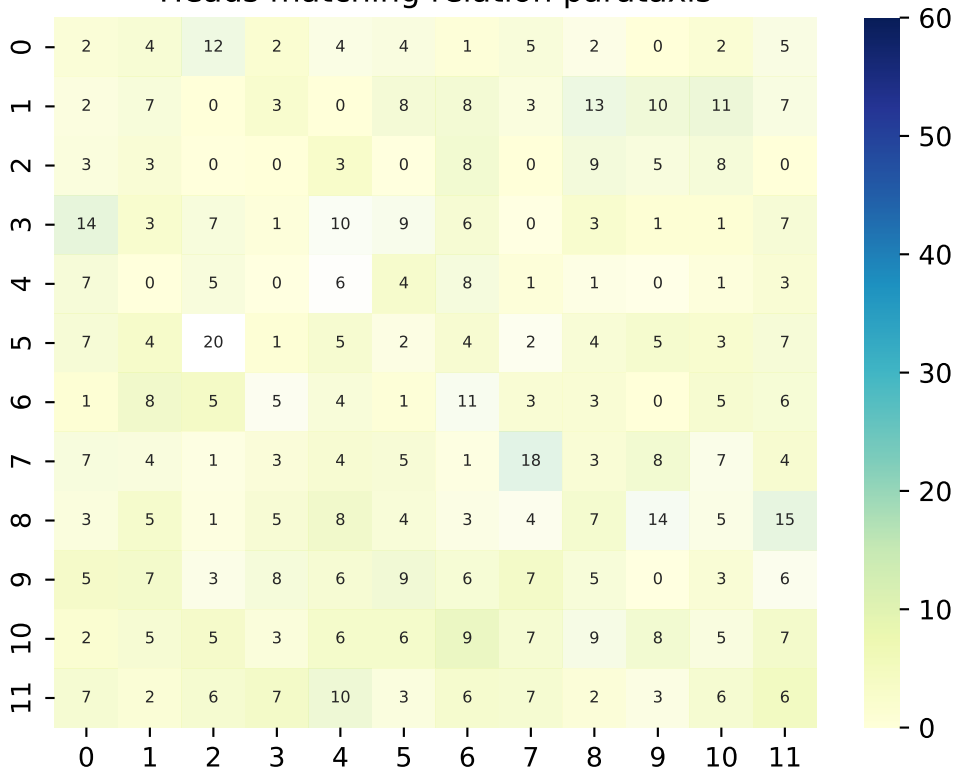 Heads matching relation parataxis
0 2 4 12 2 4 4 1 5 2 0 2 5
1 2 7 0 3 0 8 8 3 13 10 11 7
2 3 3 0 0 3 0 8 0 9 5 8 0
3 14 3 7 1 10 9 6 0 3 1 1 7
4 7 0 5 0 6 4 8 1 1 0 1 3
5 7 4 20 1 5 2 4 2 4 5 3 7
6 1 8 5 5 4 1 11 3 3 0 5 6
7 7 4 1 3 4 5 1 18 3 8 7 4
8 3 5 1 5 8 4 3 4 7 14 5 15
9 5 7 3 8 6 9 6 7 5 0 3 6
10 2 5 5 3 6 6 9 7 9 8 5 7
11 7 2 6 7 10 3 6 7 2 3 6 6
0 1 2 3 4 5 6 7 8 9 10 11
60
50
40
30
20
10
0